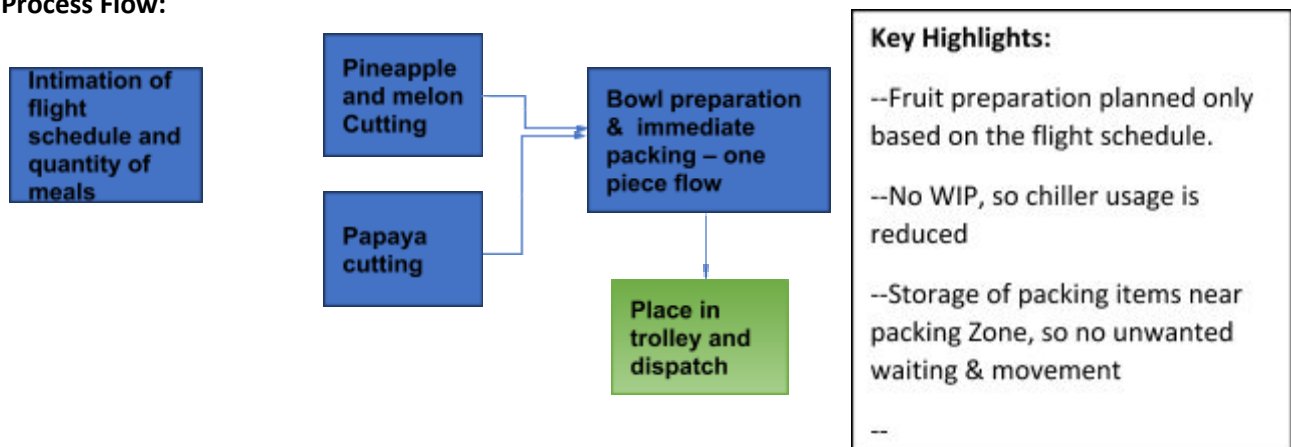 Process Flow:
Intimation of
flight
schedule and
quantity of
meals
Pineapple
and melon
Cutting
Papaya
cutting
Bowl preparation
& immediate
packing – one
piece flow
Place in
trolley and
dispatch
Key Highlights:
--Fruit preparation planned only
based on the flight schedule.
--No WIP, so chiller usage is
reduced
--Storage of packing items near
packing Zone, so no unwanted
waiting & movement
--